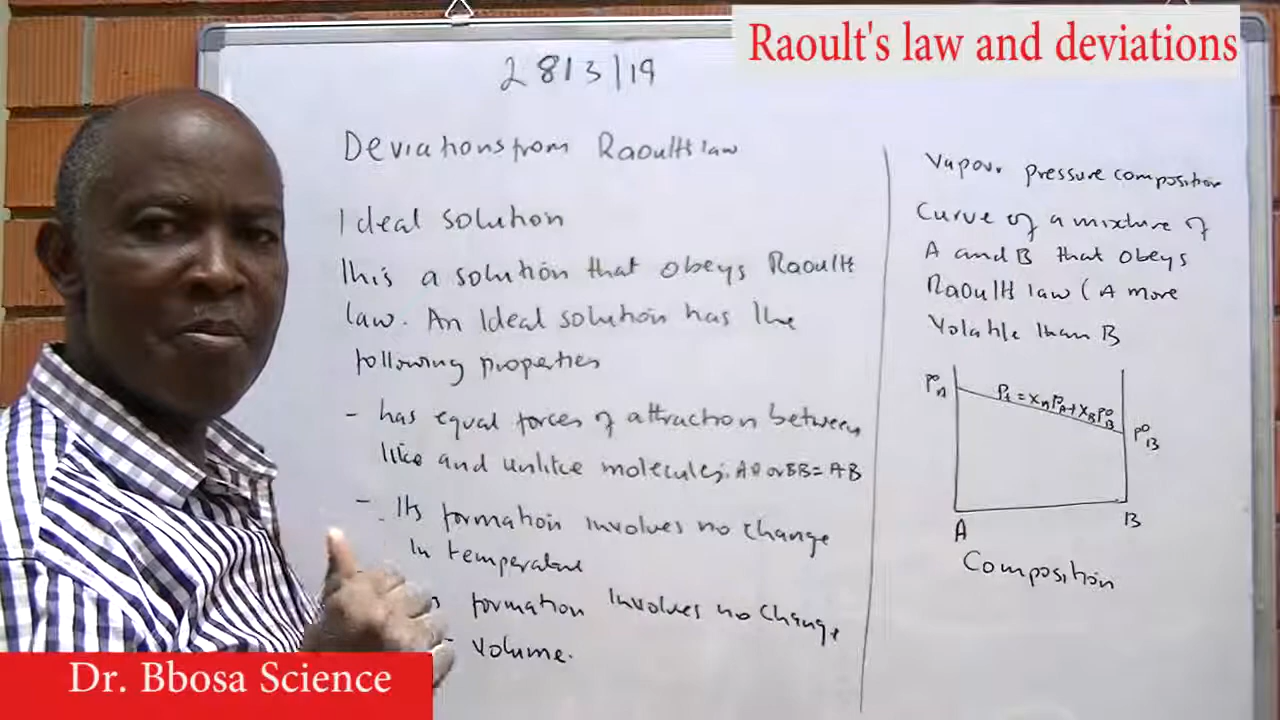 Raoult's law and deviations
28/3/19
Deviations from Raoult's law
Ideal solution
This a solution that obeys Raoult's
law. An Ideal solution has the
following properties
- has equal forces of attraction between
like and unlike molecules. AA or BB = AB
- Its formation involves no change
in temperature
formation involves no change
volume.
Vapour pressure composition
Curve of a mixture of
A and B that obeys
Raoult's law (A more
Volatile than B
P°A
Pt = XAP°A + XBP°B
P°B
A
B
Composition
Dr. Bbosa Science